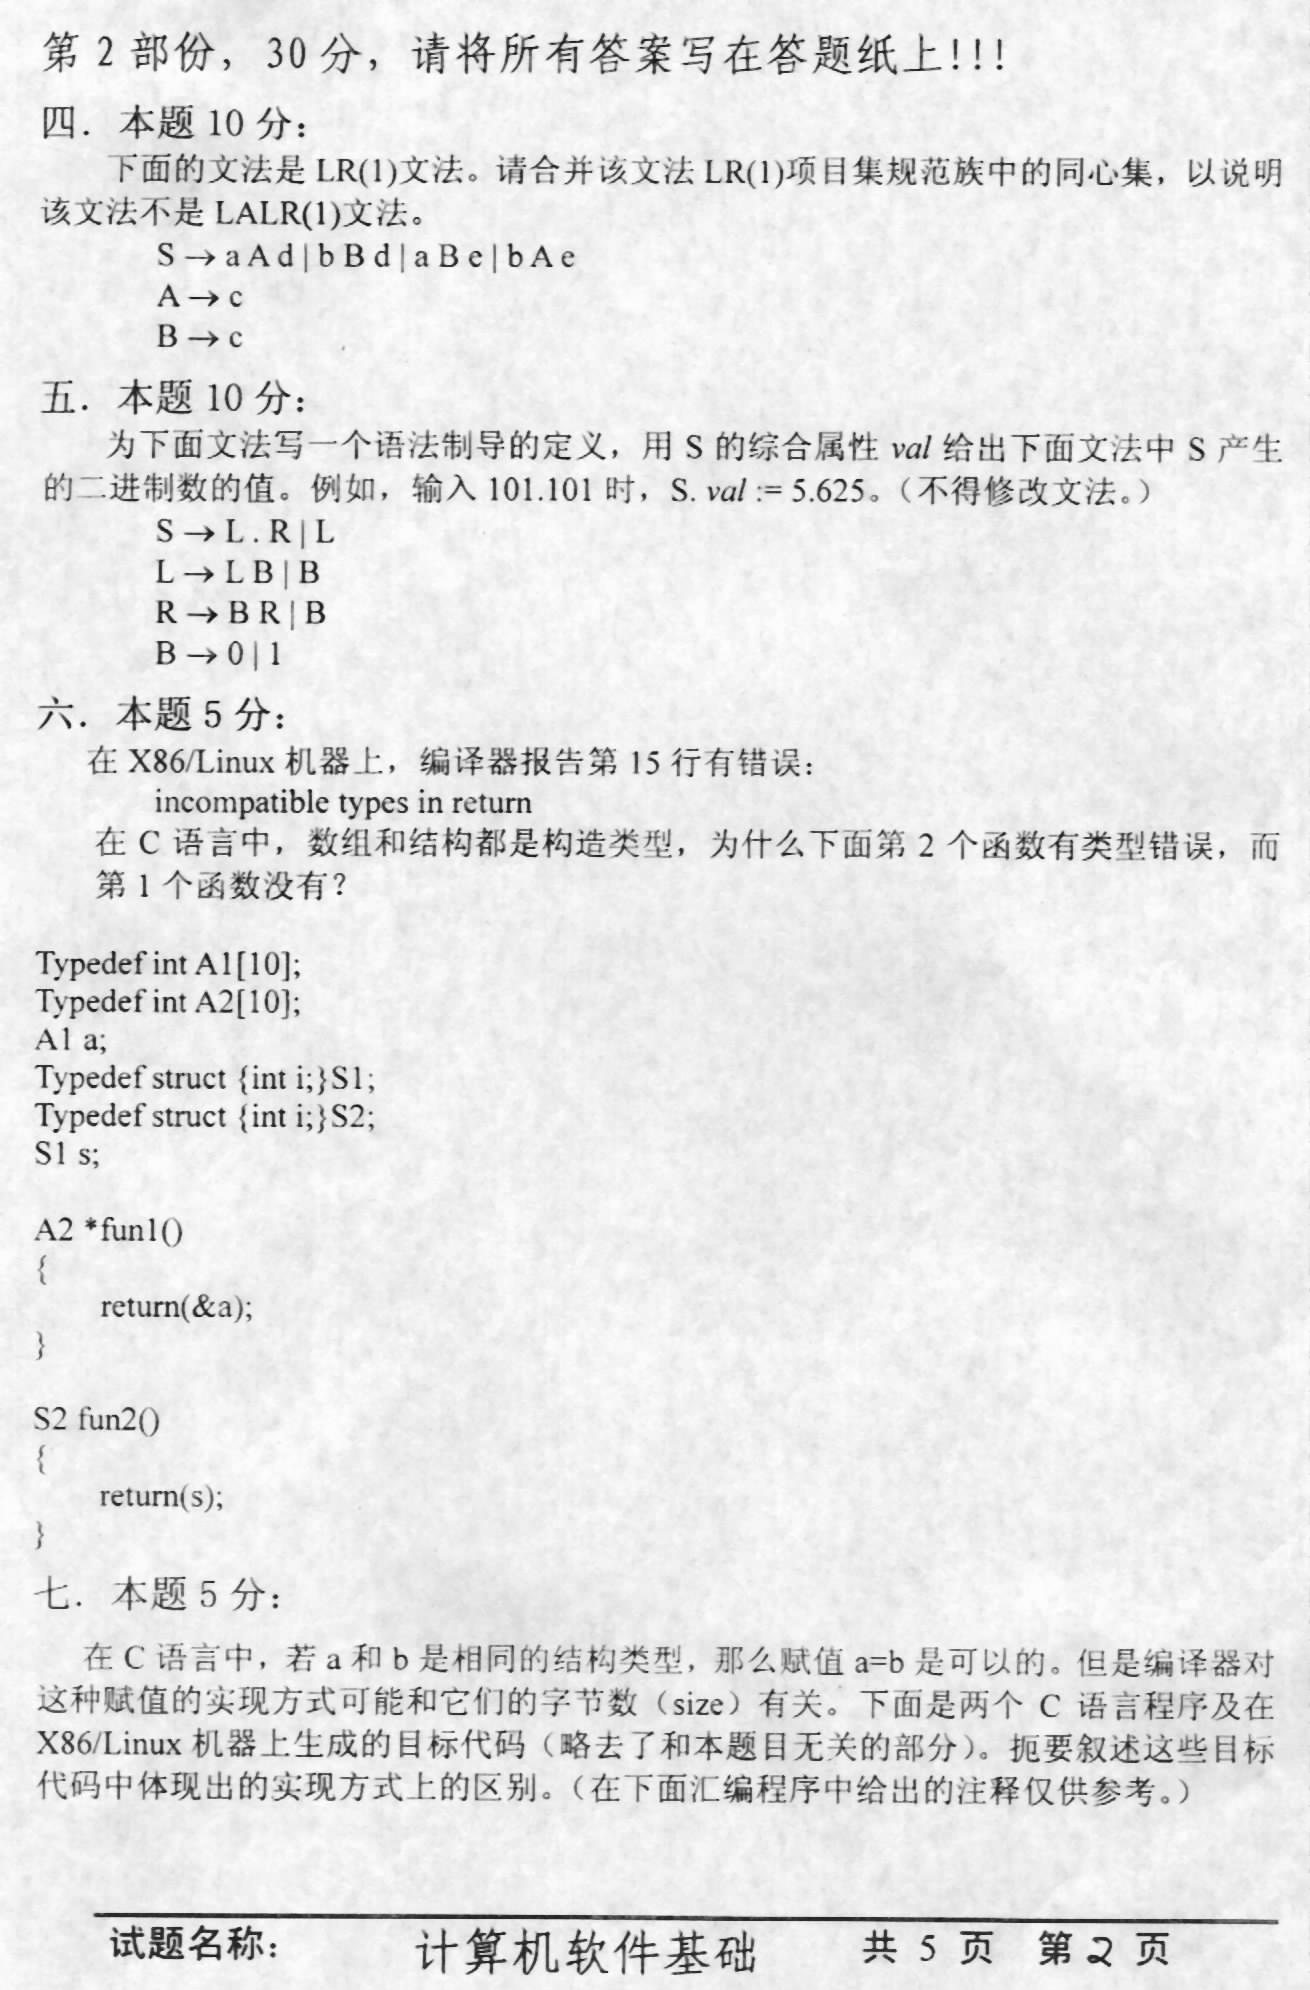 第 2 部份，30 分，请将所有答案写在答题纸上!!!
四．本题 10 分：
下面的文法是 LR(1)文法。请合并该文法 LR(1)项目集规范族中的同心集，以说明
该文法不是 LALR(1)文法。
S → a A d | b B d | a B e | b A e
A → c
B → c
五．本题 10 分：
为下面文法写一个语法制导的定义，用 S 的综合属性 val 给出下面文法中 S 产生
的二进制数的值。例如，输入 101.101 时，S. val := 5.625。（不得修改文法。）
S → L . R | L
L → L B | B
R → B R | B
B → 0 | 1
六．本题 5 分：
在 X86/Linux 机器上，编译器报告第 15 行有错误：
incompatible types in return
在 C 语言中，数组和结构都是构造类型，为什么下面第 2 个函数有类型错误，而
第 1 个函数没有？
Typedef int A1[10];
Typedef int A2[10];
A1 a;
Typedef struct {int i;}S1;
Typedef struct {int i;}S2;
S1 s;
A2 *fun1()
{
return(&a);
}
S2 fun2()
{
return(s);
}
七．本题 5 分：
在 C 语言中，若 a 和 b 是相同的结构类型，那么赋值 a=b 是可以的。但是编译器对
这种赋值的实现方式可能和它们的字节数（size）有关。下面是两个 C 语言程序及在
X86/Linux 机器上生成的目标代码（略去了和本题目无关的部分）。扼要叙述这些目标
代码中体现出的实现方式上的区别。（在下面汇编程序中给出的注释仅供参考。）
试题名称： 计算机软件基础 共 5 页 第 2 页